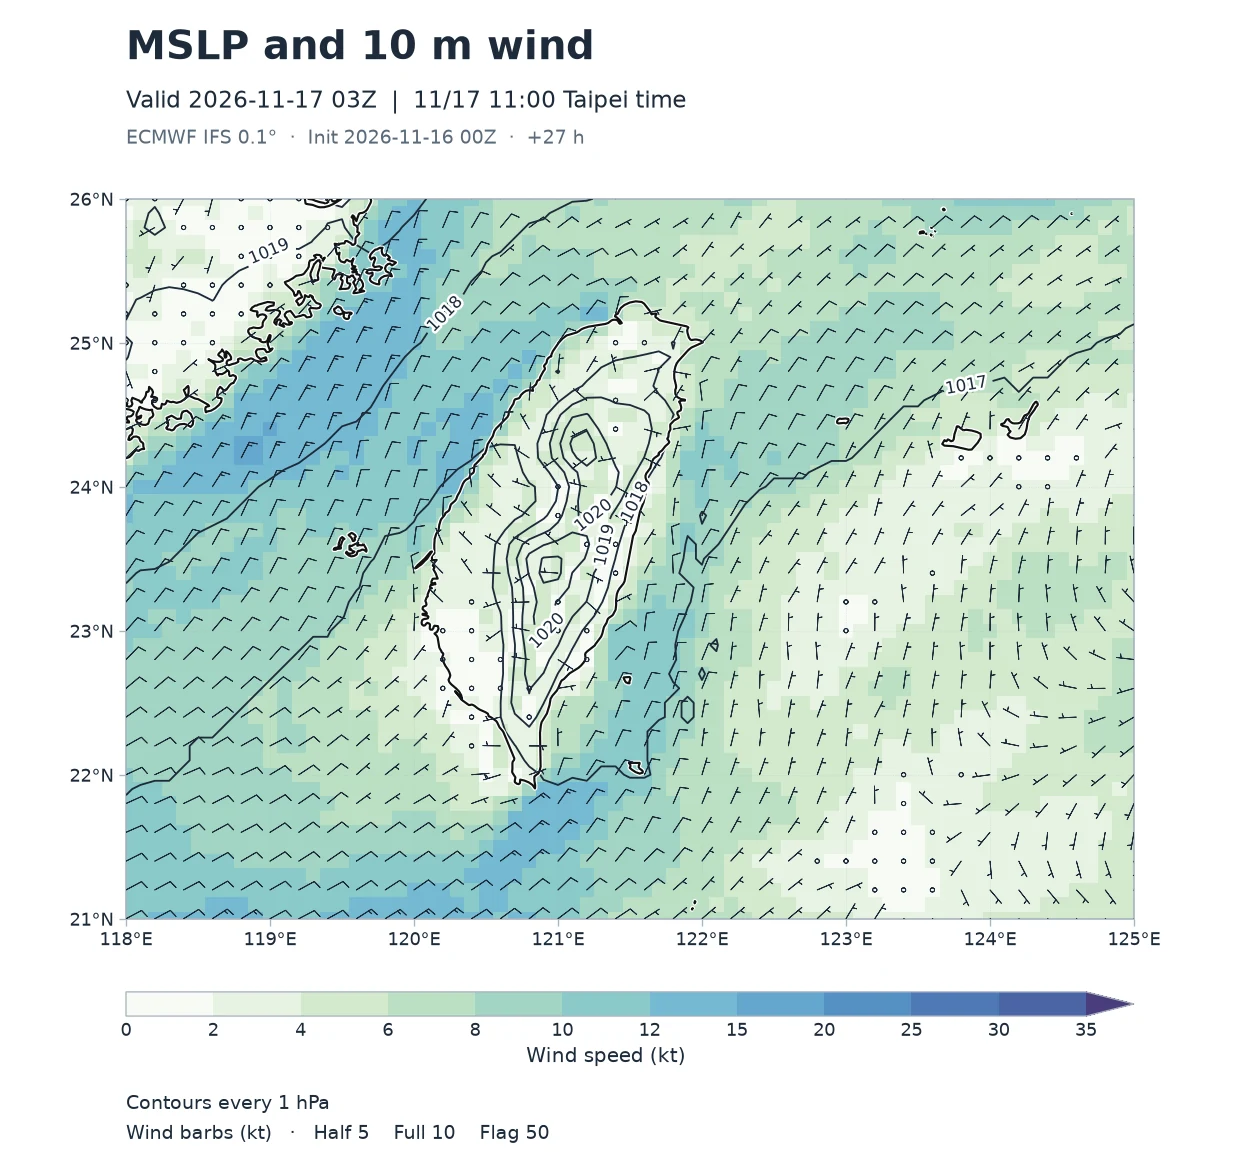 MSLP and 10 m wind
Valid 2026-11-17 03Z | 11/17 11:00 Taipei time
ECMWF IFS 0.1° · Init 2026-11-16 00Z · +27 h
26°N
1019
1018
25°N
1017
24°N
1018
1020
1019
23°N
1020
22°N
21°N
118°E 119°E 120°E 121°E 122°E 123°E 124°E 125°E
0 2 4 6 8 10 12 15 20 25 30 35
Wind speed (kt)
Contours every 1 hPa
Wind barbs (kt) · Half 5 Full 10 Flag 50